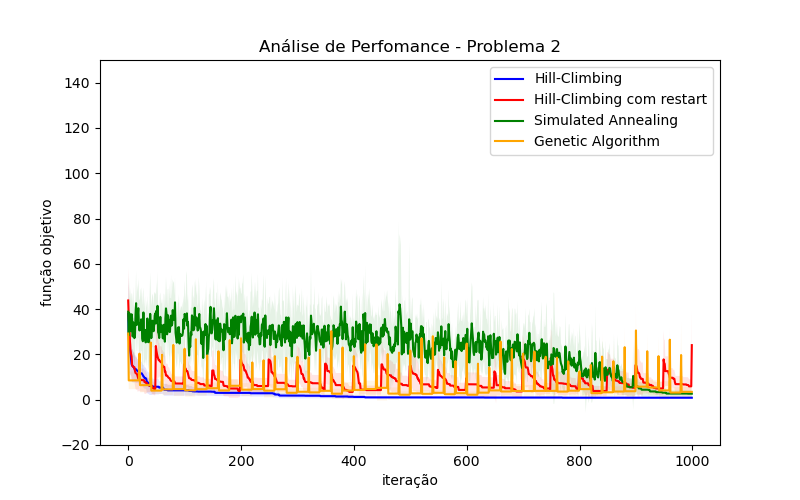 Análise de Perfomance - Problema 2
Hill-Climbing
Hill-Climbing com restart
Simulated Annealing
Genetic Algorithm
função objetivo
140
120
100
80
60
40
20
0
−20
0 200 400 600 800 1000
iteração